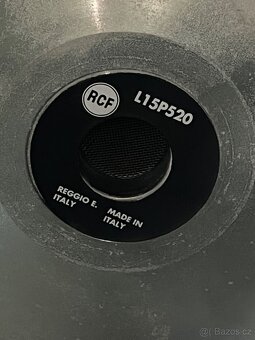 RCF
L15P520
REGGIO E.
ITALY
MADE IN
ITALY
Bazos.cz